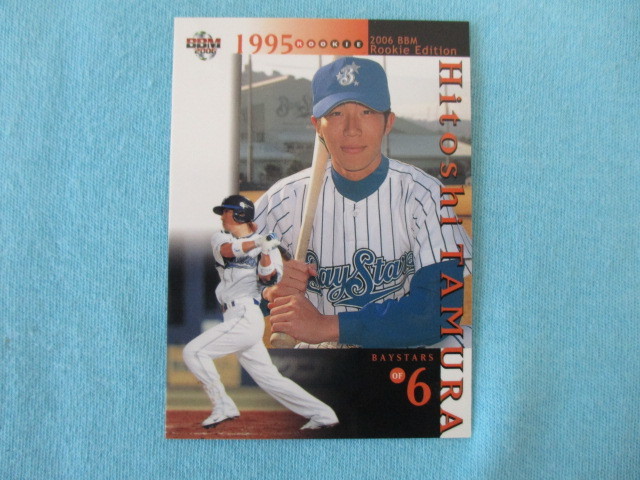 BBM
2006
1995 ROOKIE
2006 BBM
Rookie Edition
Hitoshi TAMURA
BayStars
BAYSTARS
OF 6